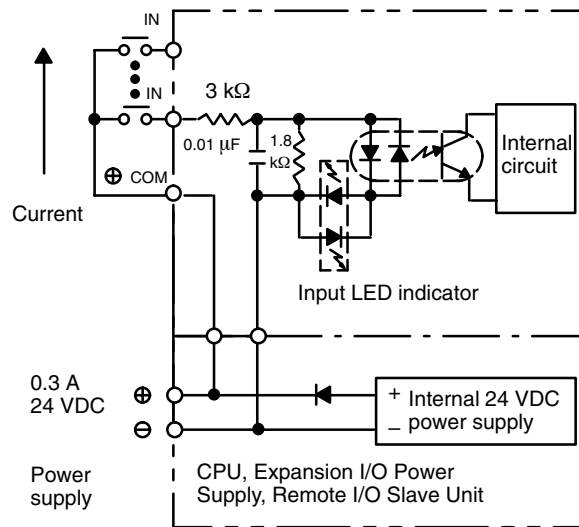 IN
IN
3 kΩ
0.01 μF
1.8
kΩ
Internal
circuit
⊕ COM
Current
Input LED indicator
0.3 A
24 VDC
⊕
⊖
+ Internal 24 VDC
– power supply
Power
supply
CPU, Expansion I/O Power
Supply, Remote I/O Slave Unit